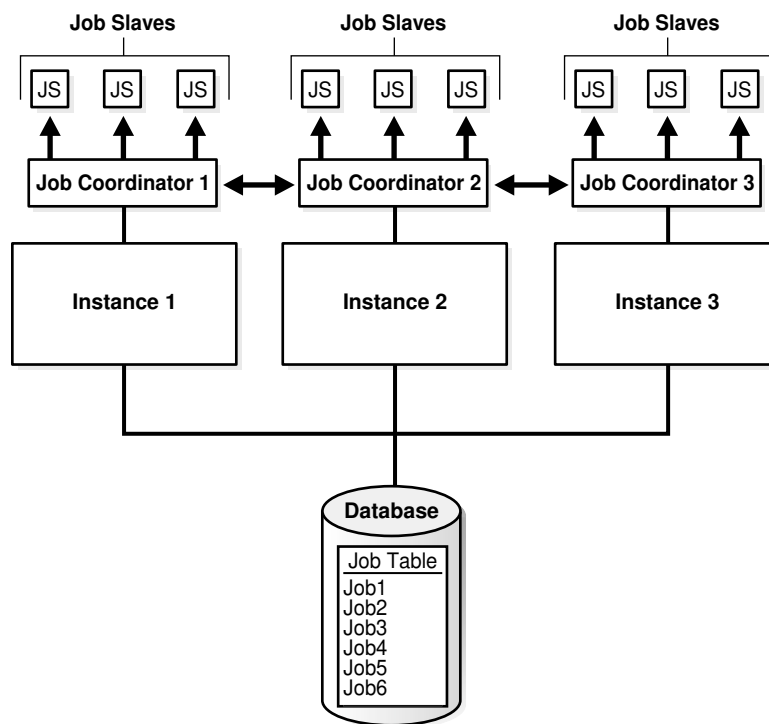 Job Slaves Job Slaves Job Slaves
JS JS JS JS JS JS JS JS JS
Job Coordinator 1 Job Coordinator 2 Job Coordinator 3
Instance 1 Instance 2 Instance 3
Database
Job Table
Job1
Job2
Job3
Job4
Job5
Job6